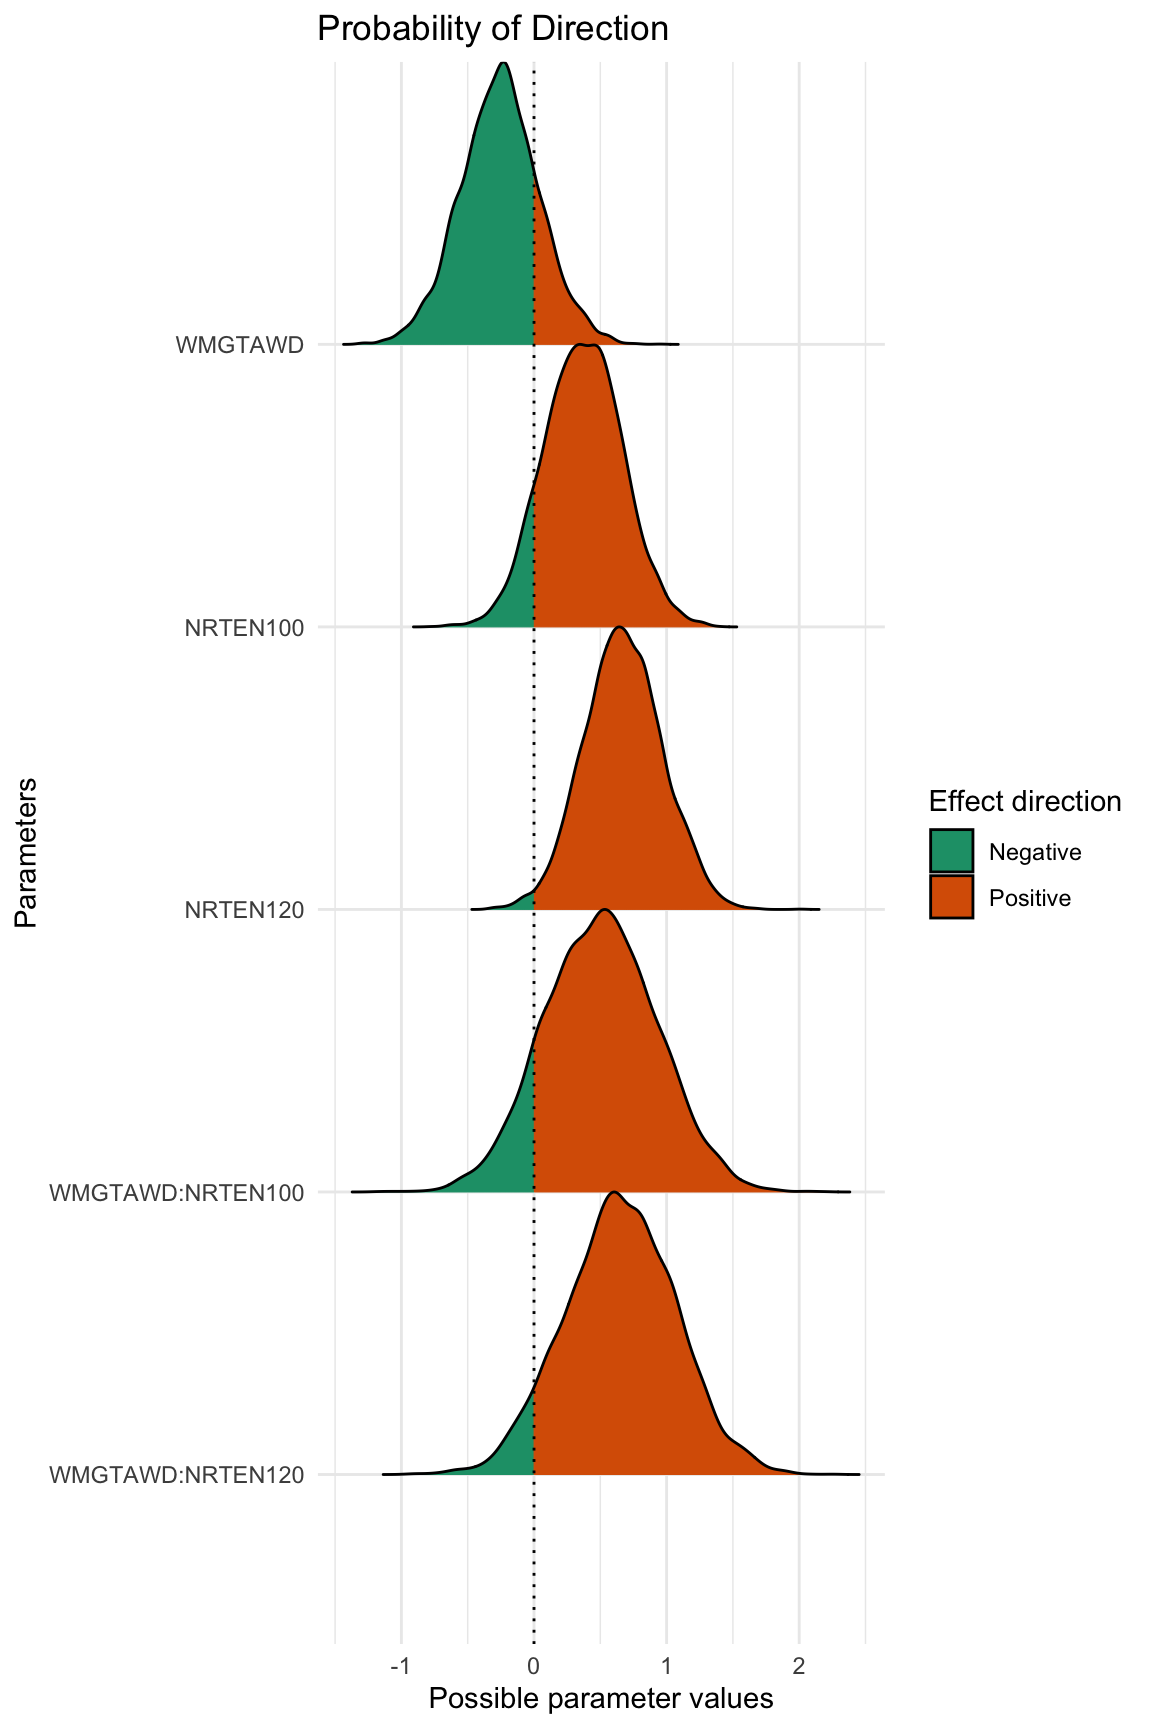 Probability of Direction
Parameters
WMGTAWD
NRTEN100
NRTEN120
WMGTAWD:NRTEN100
WMGTAWD:NRTEN120
-1 0 1 2
Possible parameter values
Effect direction
Negative
Positive